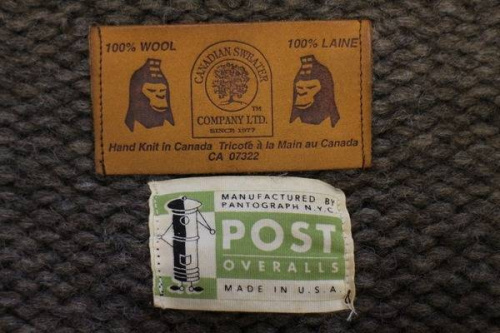 100% WOOL
100% LAINE
CANADIAN SWEATER
TM
COMPANY LTD.
SINCE 1977
Hand Knit in Canada Tricoté à la Main au Canada
CA 07322
MANUFACTURED BY
PANTOGRAPH N.Y.C.
POST
OVERALLS
MADE IN U.S.A.